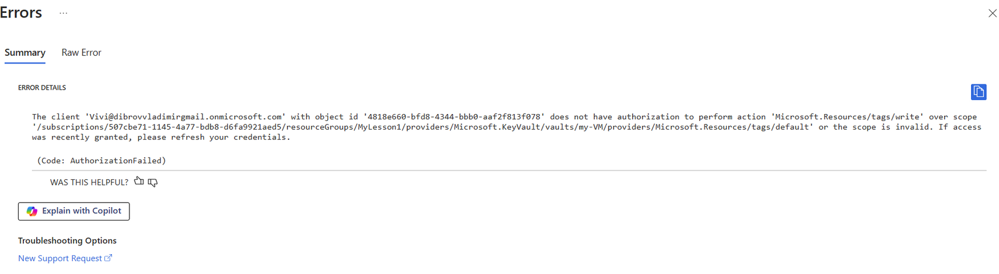 Errors ...
Summary Raw Error
ERROR DETAILS
The client 'Vivi@dibrovvladimirgmail.onmicrosoft.com' with object id '4818e660-bfd8-4344-bbb0-aaf2f813f078' does not have authorization to perform action 'Microsoft.Resources/tags/write' over scope
'/subscriptions/507cbe71-1145-4a77-bdb8-d6fa9921aed5/resourceGroups/MyLesson1/providers/Microsoft.KeyVault/vaults/my-VM/providers/Microsoft.Resources/tags/default' or the scope is invalid. If access
was recently granted, please refresh your credentials.
(Code: AuthorizationFailed)
WAS THIS HELPFUL?
Explain with Copilot
Troubleshooting Options
New Support Request